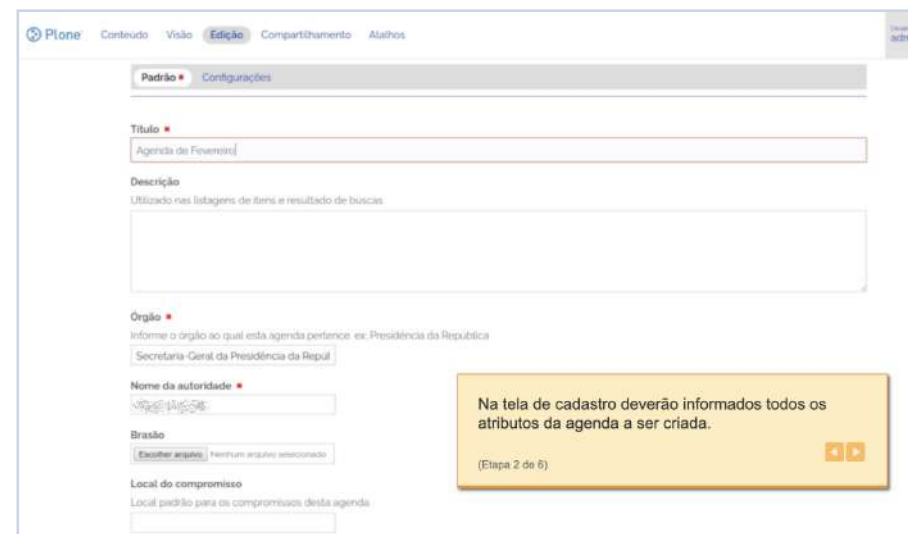 Plone Conteúdo Visão Edição Compartilhamento Atalhos
Padrão Configurações
Título
Agenda de Fevereiro
Descrição
Utilizado nas listagens de itens e resultado de buscas
Órgão
Informe o órgão ao qual esta agenda pertence. ex: Presidência da República
Secretaria-Geral da Presidência da Repúl
Nome da autoridade
Brasão
Escolher arquivo Nenhum arquivo selecionado
Local do compromisso
Local padrão para os compromissos desta agenda
Na tela de cadastro deverão informados todos os
atributos da agenda a ser criada.
(Etapa 2 de 6)